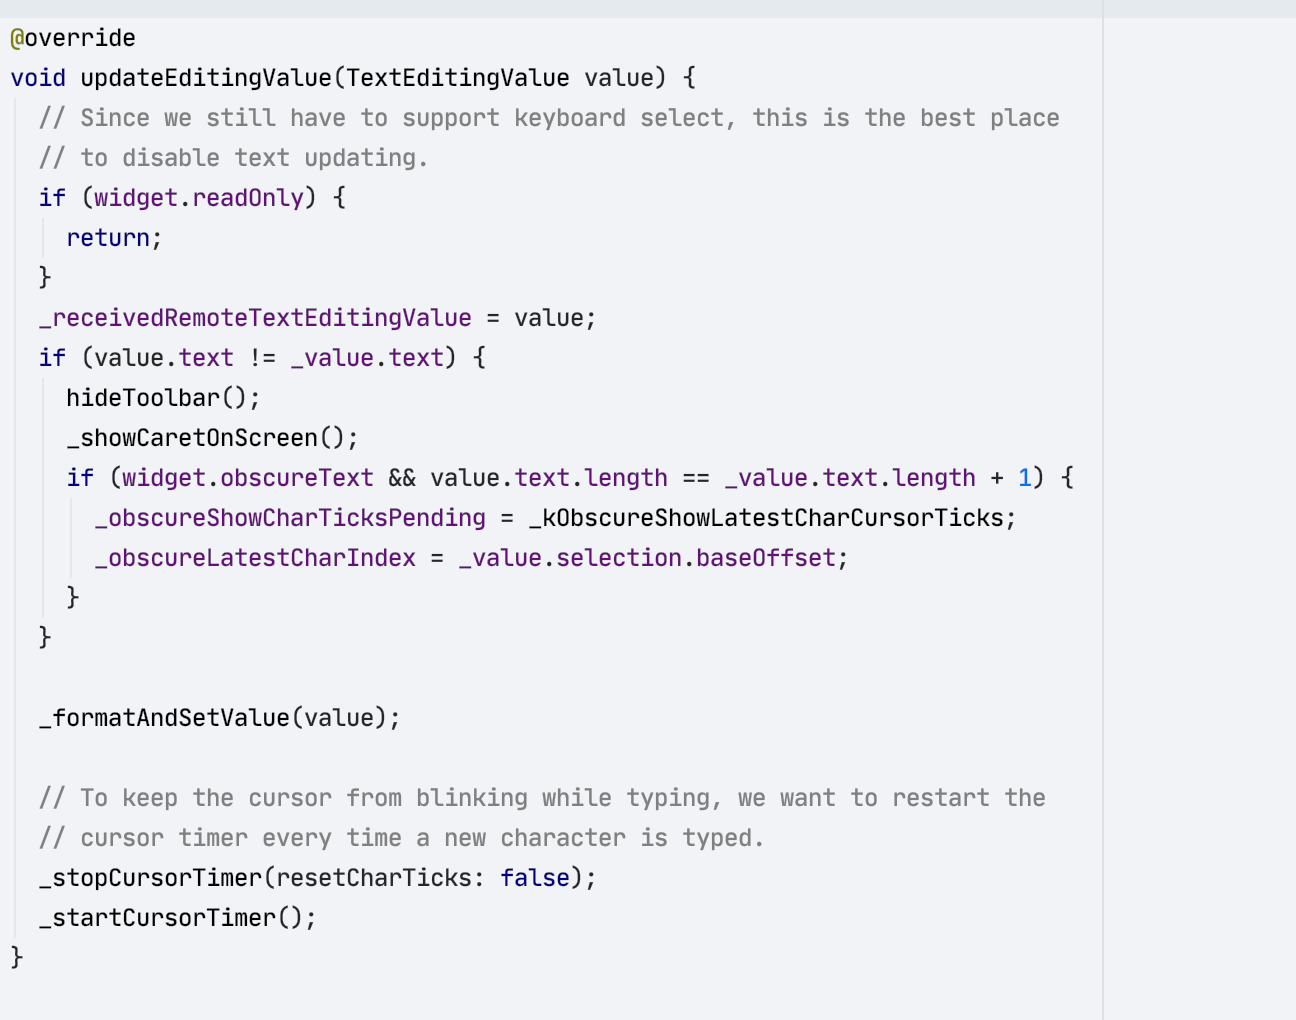 @override
void updateEditingValue(TextEditingValue value) {
  // Since we still have to support keyboard select, this is the best place
  // to disable text updating.
  if (widget.readOnly) {
    return;
  }
  _receivedRemoteTextEditingValue = value;
  if (value.text != _value.text) {
    hideToolbar();
    _showCaretOnScreen();
    if (widget.obscureText && value.text.length == _value.text.length + 1) {
      _obscureShowCharTicksPending = _kObscureShowLatestCharCursorTicks;
      _obscureLatestCharIndex = _value.selection.baseOffset;
    }
  }

  _formatAndSetValue(value);

  // To keep the cursor from blinking while typing, we want to restart the
  // cursor timer every time a new character is typed.
  _stopCursorTimer(resetCharTicks: false);
  _startCursorTimer();
}